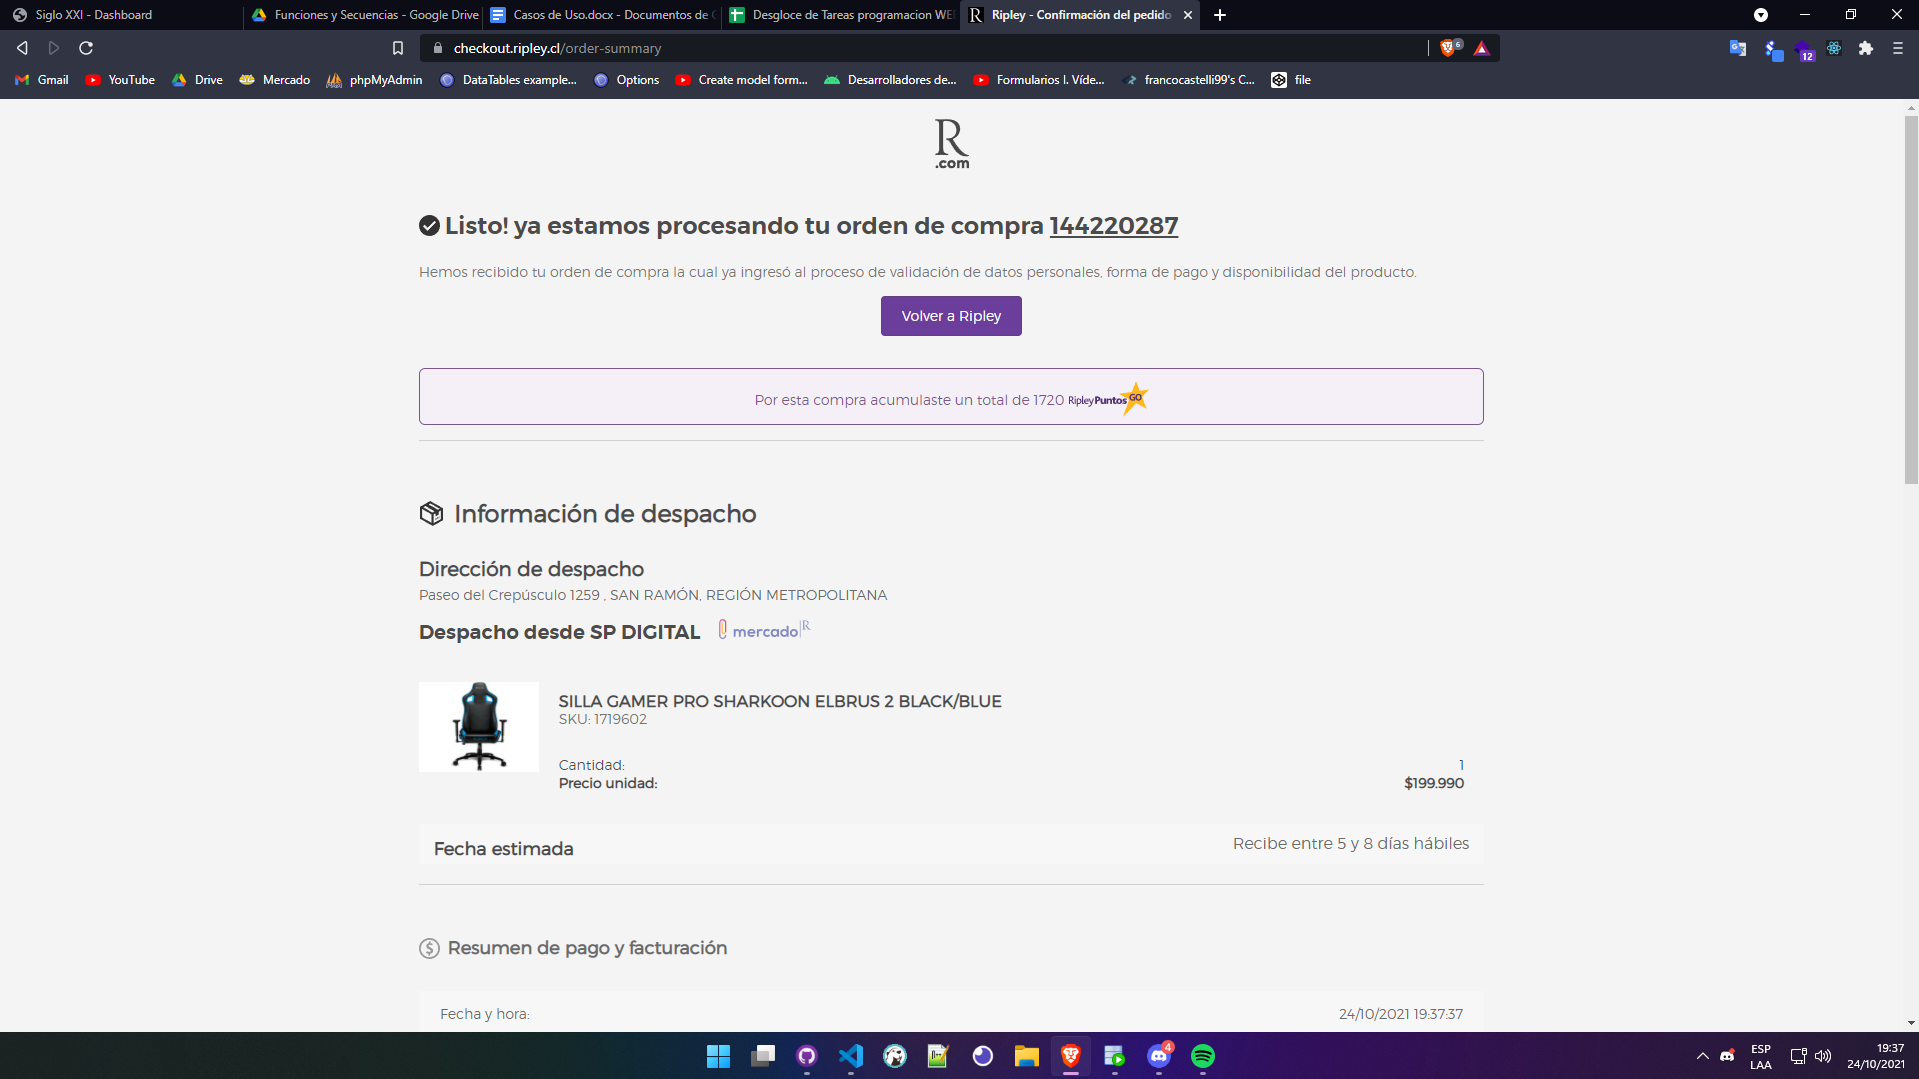 Siglo XXI - Dashboard
Funciones y Secuencias - Google Drive
Casos de Uso.docx - Documentos de G
Desgloce de Tareas programacion WE
Ripley - Confirmación del pedido
checkout.ripley.cl/order-summary
6
12
Gmail
YouTube
Drive
Mercado
phpMyAdmin
DataTables example...
Options
Create model form...
Desarrolladores de...
Formularios I. Víde...
francocastelli99's C...
file
R
.com
Listo! ya estamos procesando tu orden de compra 144220287
Hemos recibido tu orden de compra la cual ya ingresó al proceso de validación de datos personales, forma de pago y disponibilidad del producto.
Volver a Ripley
Por esta compra acumulaste un total de 1720 RipleyPuntos GO
Información de despacho
Dirección de despacho
Paseo del Crepúsculo 1259 , SAN RAMÓN, REGIÓN METROPOLITANA
Despacho desde SP DIGITAL mercado R
SILLA GAMER PRO SHARKOON ELBRUS 2 BLACK/BLUE
SKU: 1719602
Cantidad: 1
Precio unidad: $199.990
Fecha estimada Recibe entre 5 y 8 días hábiles
Resumen de pago y facturación
Fecha y hora: 24/10/2021 19:37:37
4
ESP
LAA
19:37
24/10/2021